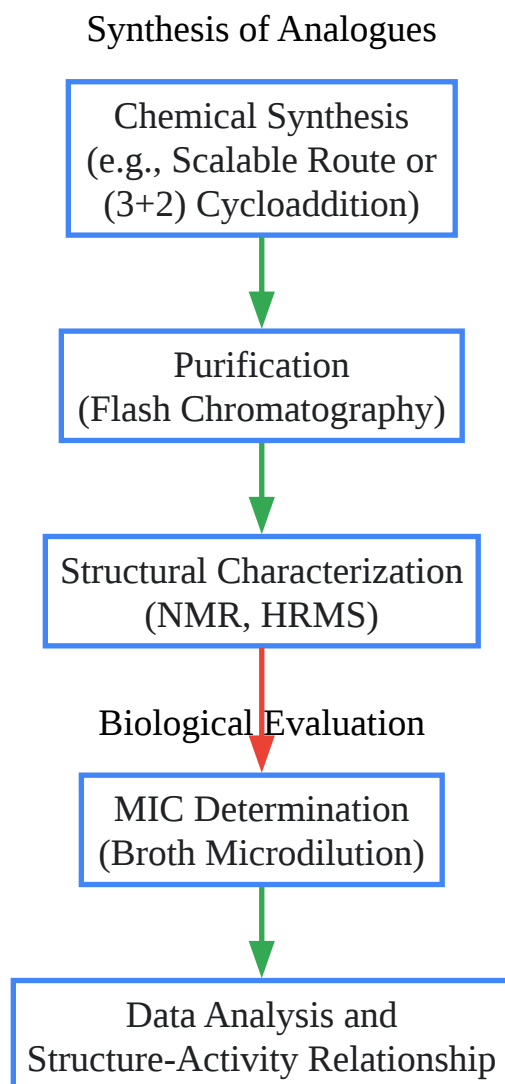 Synthesis of Analogues
Chemical Synthesis
(e.g., Scalable Route or
(3+2) Cycloaddition)
Purification
(Flash Chromatography)
Structural Characterization
(NMR, HRMS)
Biological Evaluation
MIC Determination
(Broth Microdilution)
Data Analysis and
Structure-Activity Relationship